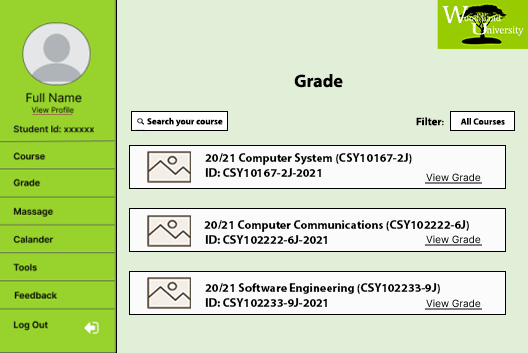 Woodland
University
Full Name
View Profile
Student Id: xxxxxx
Course
Grade
Massage
Calander
Tools
Feedback
Log Out
Grade
Search your course
Filter:
All Courses
20/21 Computer System (CSY10167-2J)
ID: CSY10167-2J-2021
View Grade
20/21 Computer Communications (CSY102222-6J)
ID: CSY102222-6J-2021
View Grade
20/21 Software Engineering (CSY102233-9J)
ID: CSY102233-9J-2021
View Grade